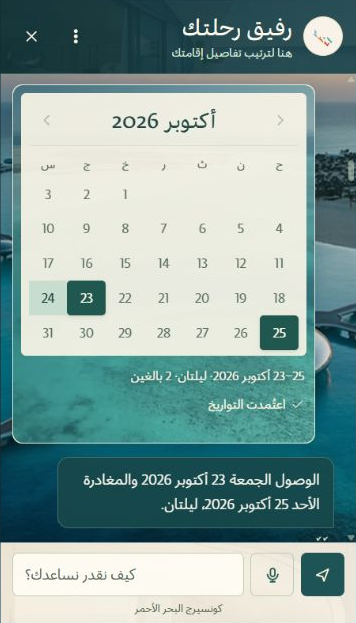 رفيق رحلتك
هنا لترتيب تفاصيل إقامتك
أكتوبر 2026
ح ن ث ر خ ج س
1 2 3
4 5 6 7 8 9 10
11 12 13 14 15 16 17
18 19 20 21 22 23 24
25 26 27 28 29 30 31
23–25 أكتوبر 2026، ليلتان، 2 بالغين
اعتُمدت التواريخ
الوصول الجمعة 23 أكتوبر 2026 والمغادرة
الأحد 25 أكتوبر 2026، ليلتان.
كيف نقدر نساعدك؟
كونسيرج البحر الأحمر